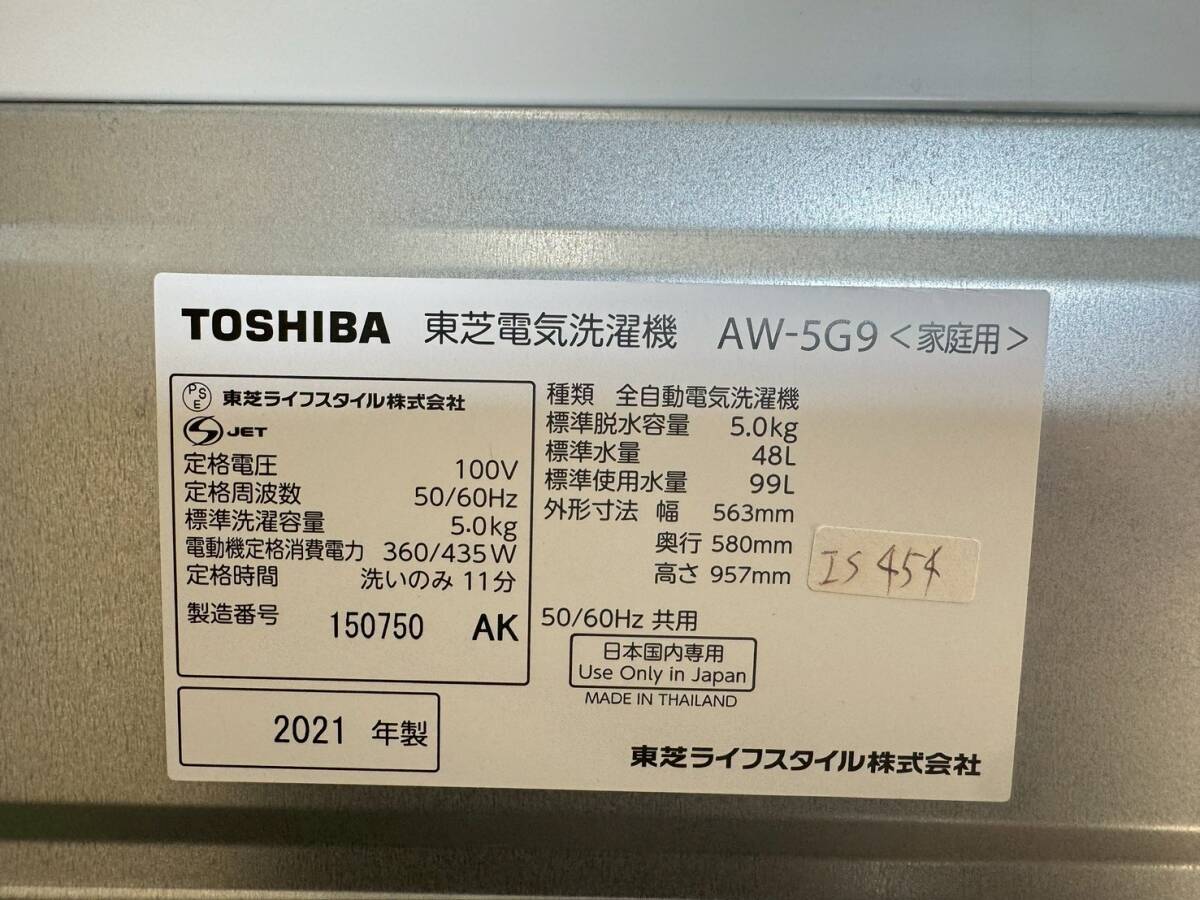 TOSHIBA 東芝電気洗濯機 AW-5G9 <家庭用>
PSE 東芝ライフスタイル株式会社
S JET
定格電圧 100V
定格周波数 50/60Hz
標準洗濯容量 5.0kg
電動機定格消費電力 360/435W
定格時間 洗いのみ 11分
製造番号 150750 AK
2021 年製
種類 全自動電気洗濯機
標準脱水容量 5.0kg
標準水量 48L
標準使用水量 99L
外形寸法 幅 563mm
奥行 580mm
高さ 957mm
IS 454
50/60Hz 共用
日本国内専用
Use Only in Japan
MADE IN THAILAND
東芝ライフスタイル株式会社